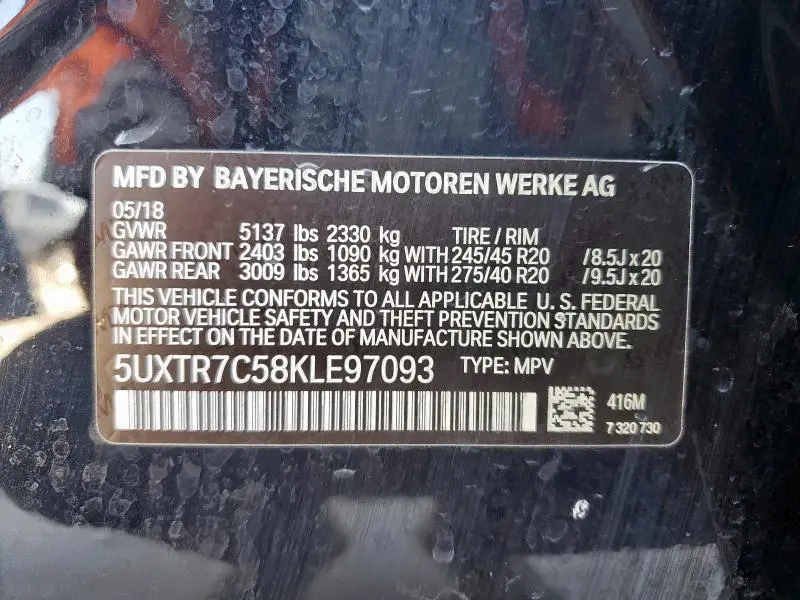 MFD BY BAYERISCHE MOTOREN WERKE AG
05/18
GVWR 5137 lbs 2330 kg TIRE / RIM
GAWR FRONT 2403 lbs 1090 kg WITH 245/45 R20 /8.5J x 20
GAWR REAR 3009 lbs 1365 kg WITH 275/40 R20 /9.5J x 20
THIS VEHICLE CONFORMS TO ALL APPLICABLE U. S. FEDERAL
MOTOR VEHICLE SAFETY AND THEFT PREVENTION STANDARDS
IN EFFECT ON THE DATE OF MANUFACTURE SHOWN ABOVE.
5UXTR7C58KLE97093 TYPE: MPV
416M
7 320 730